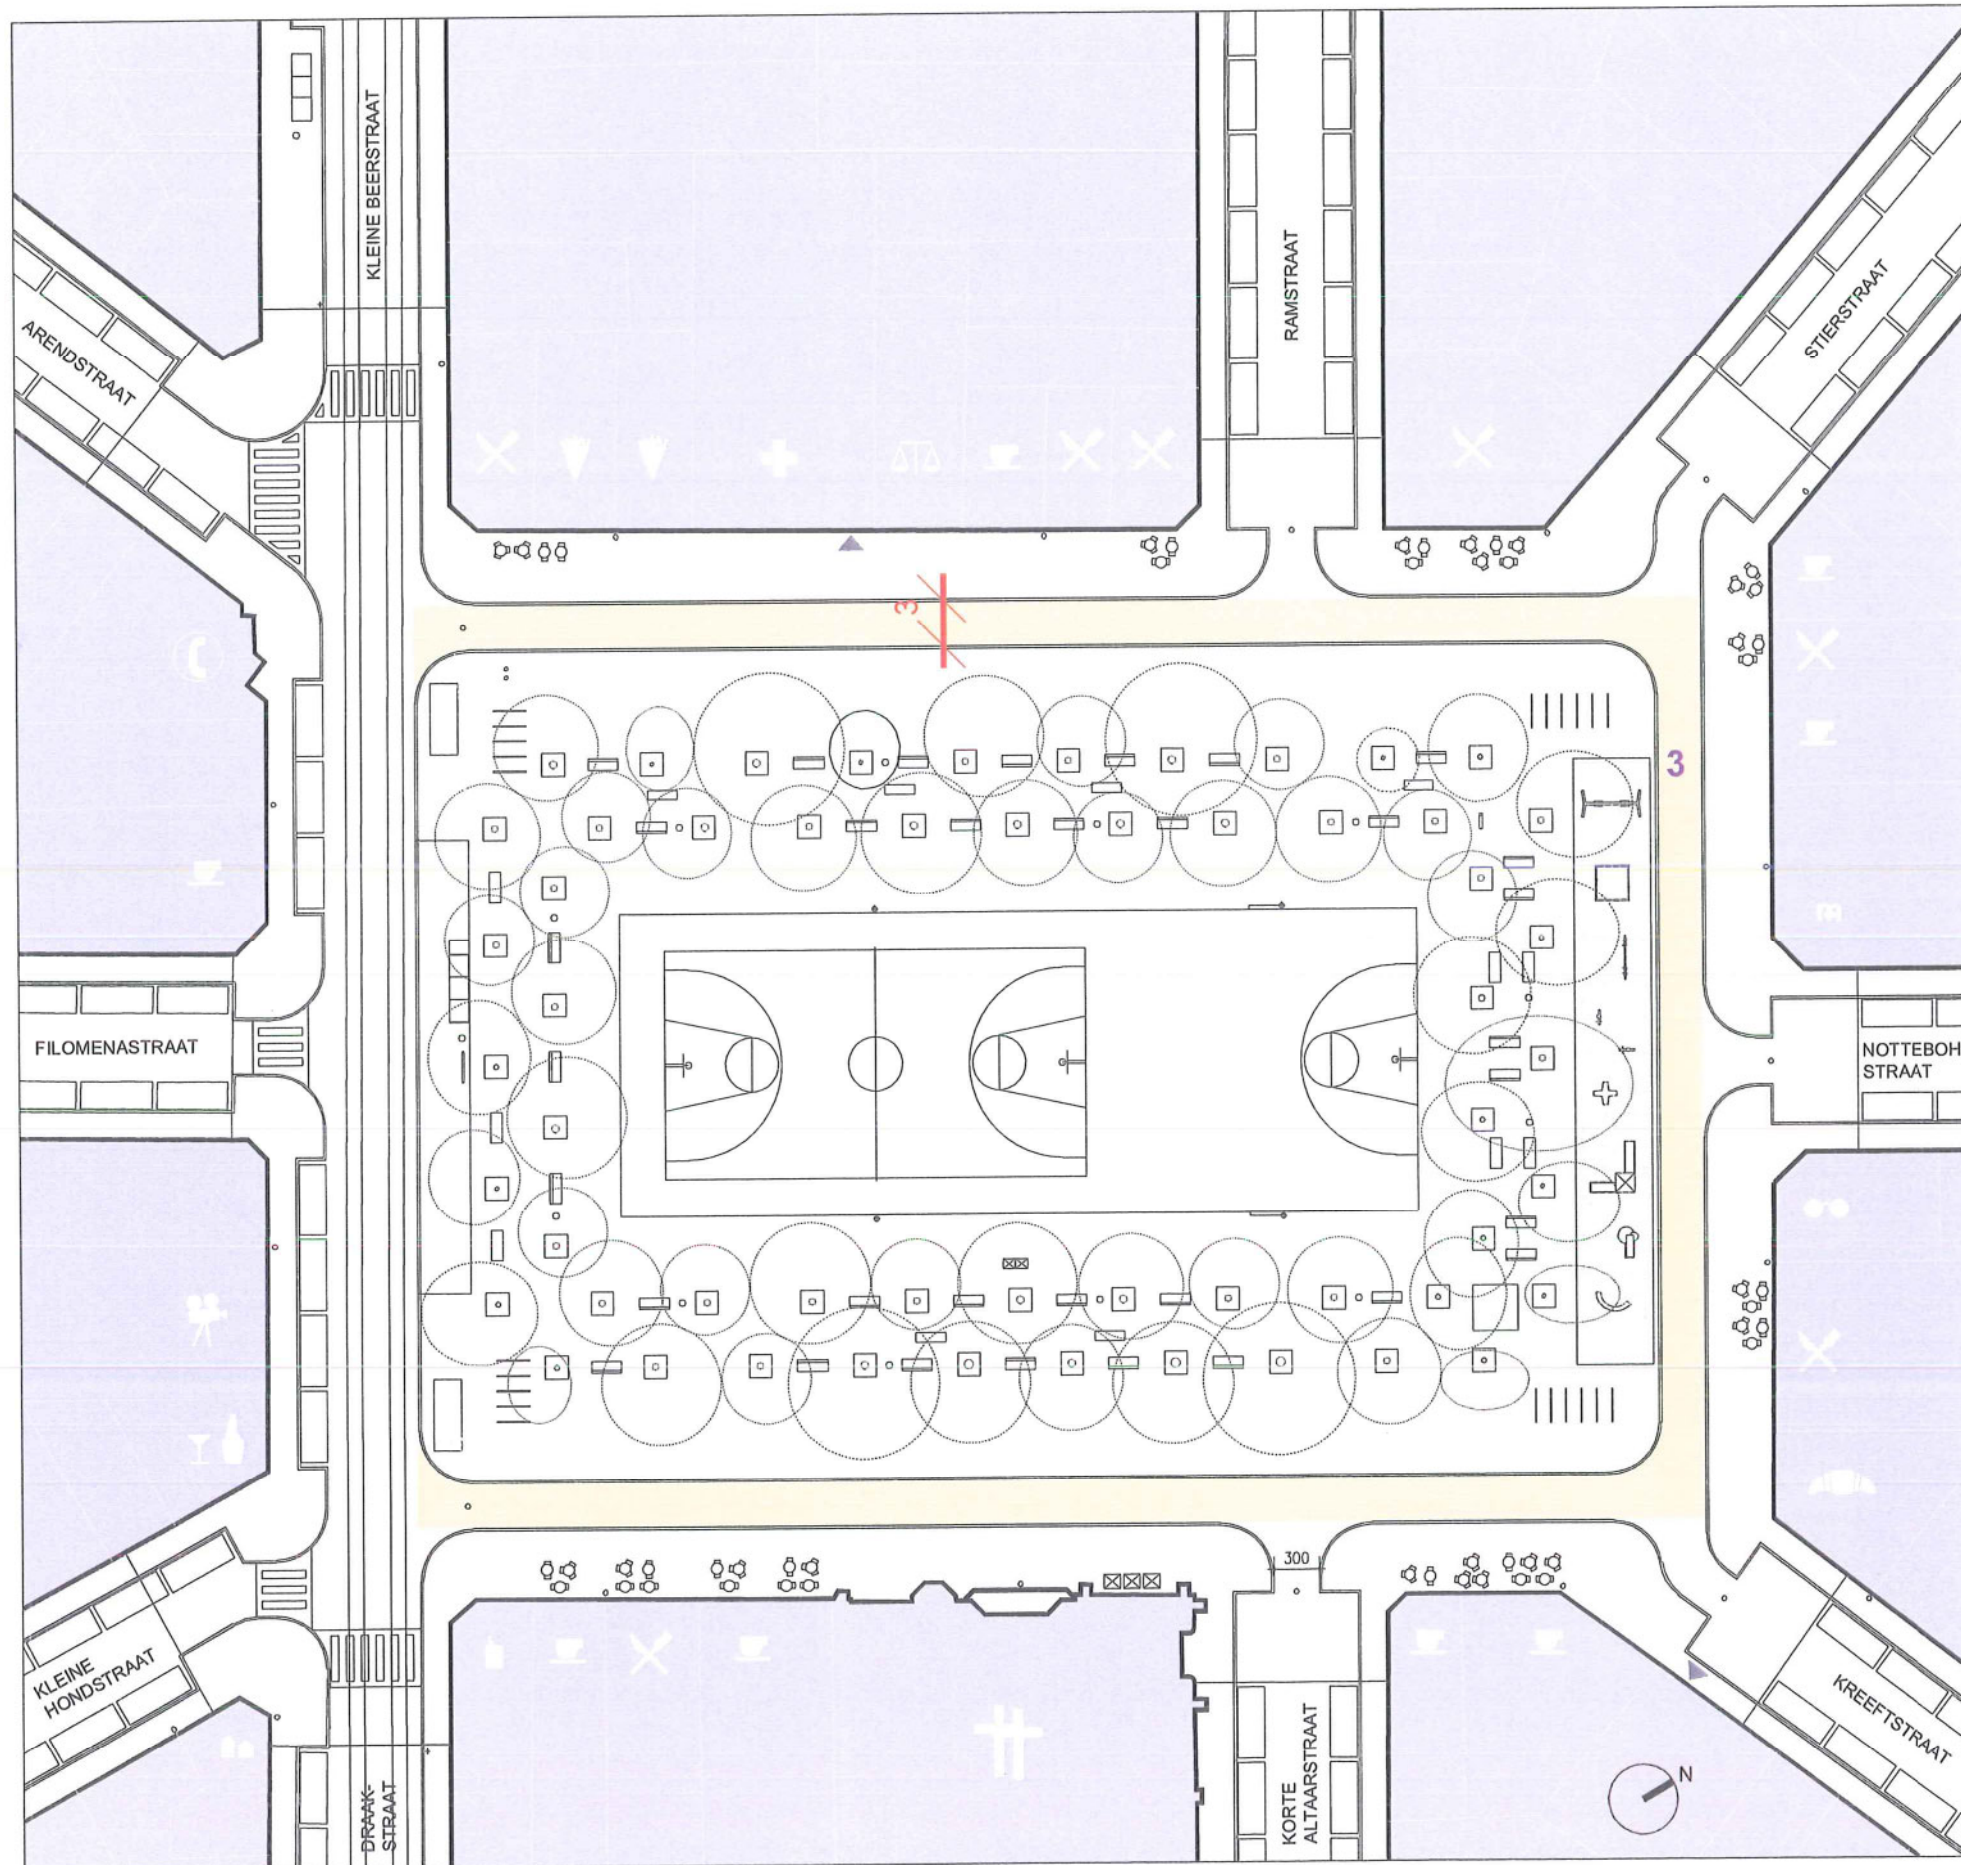 KLEINE BEERSTRAAT
RAMSTRAAT
STIERSTRAAT
ARENDSTRAAT
3
3
FILOMENASTRAAT
NOTTEBOH
STRAAT
300
KLEINE
HONDSTRAAT
DRAAK-
STRAAT
KORTE
ALTAARSTRAAT
KREEFTSTRAAT
N